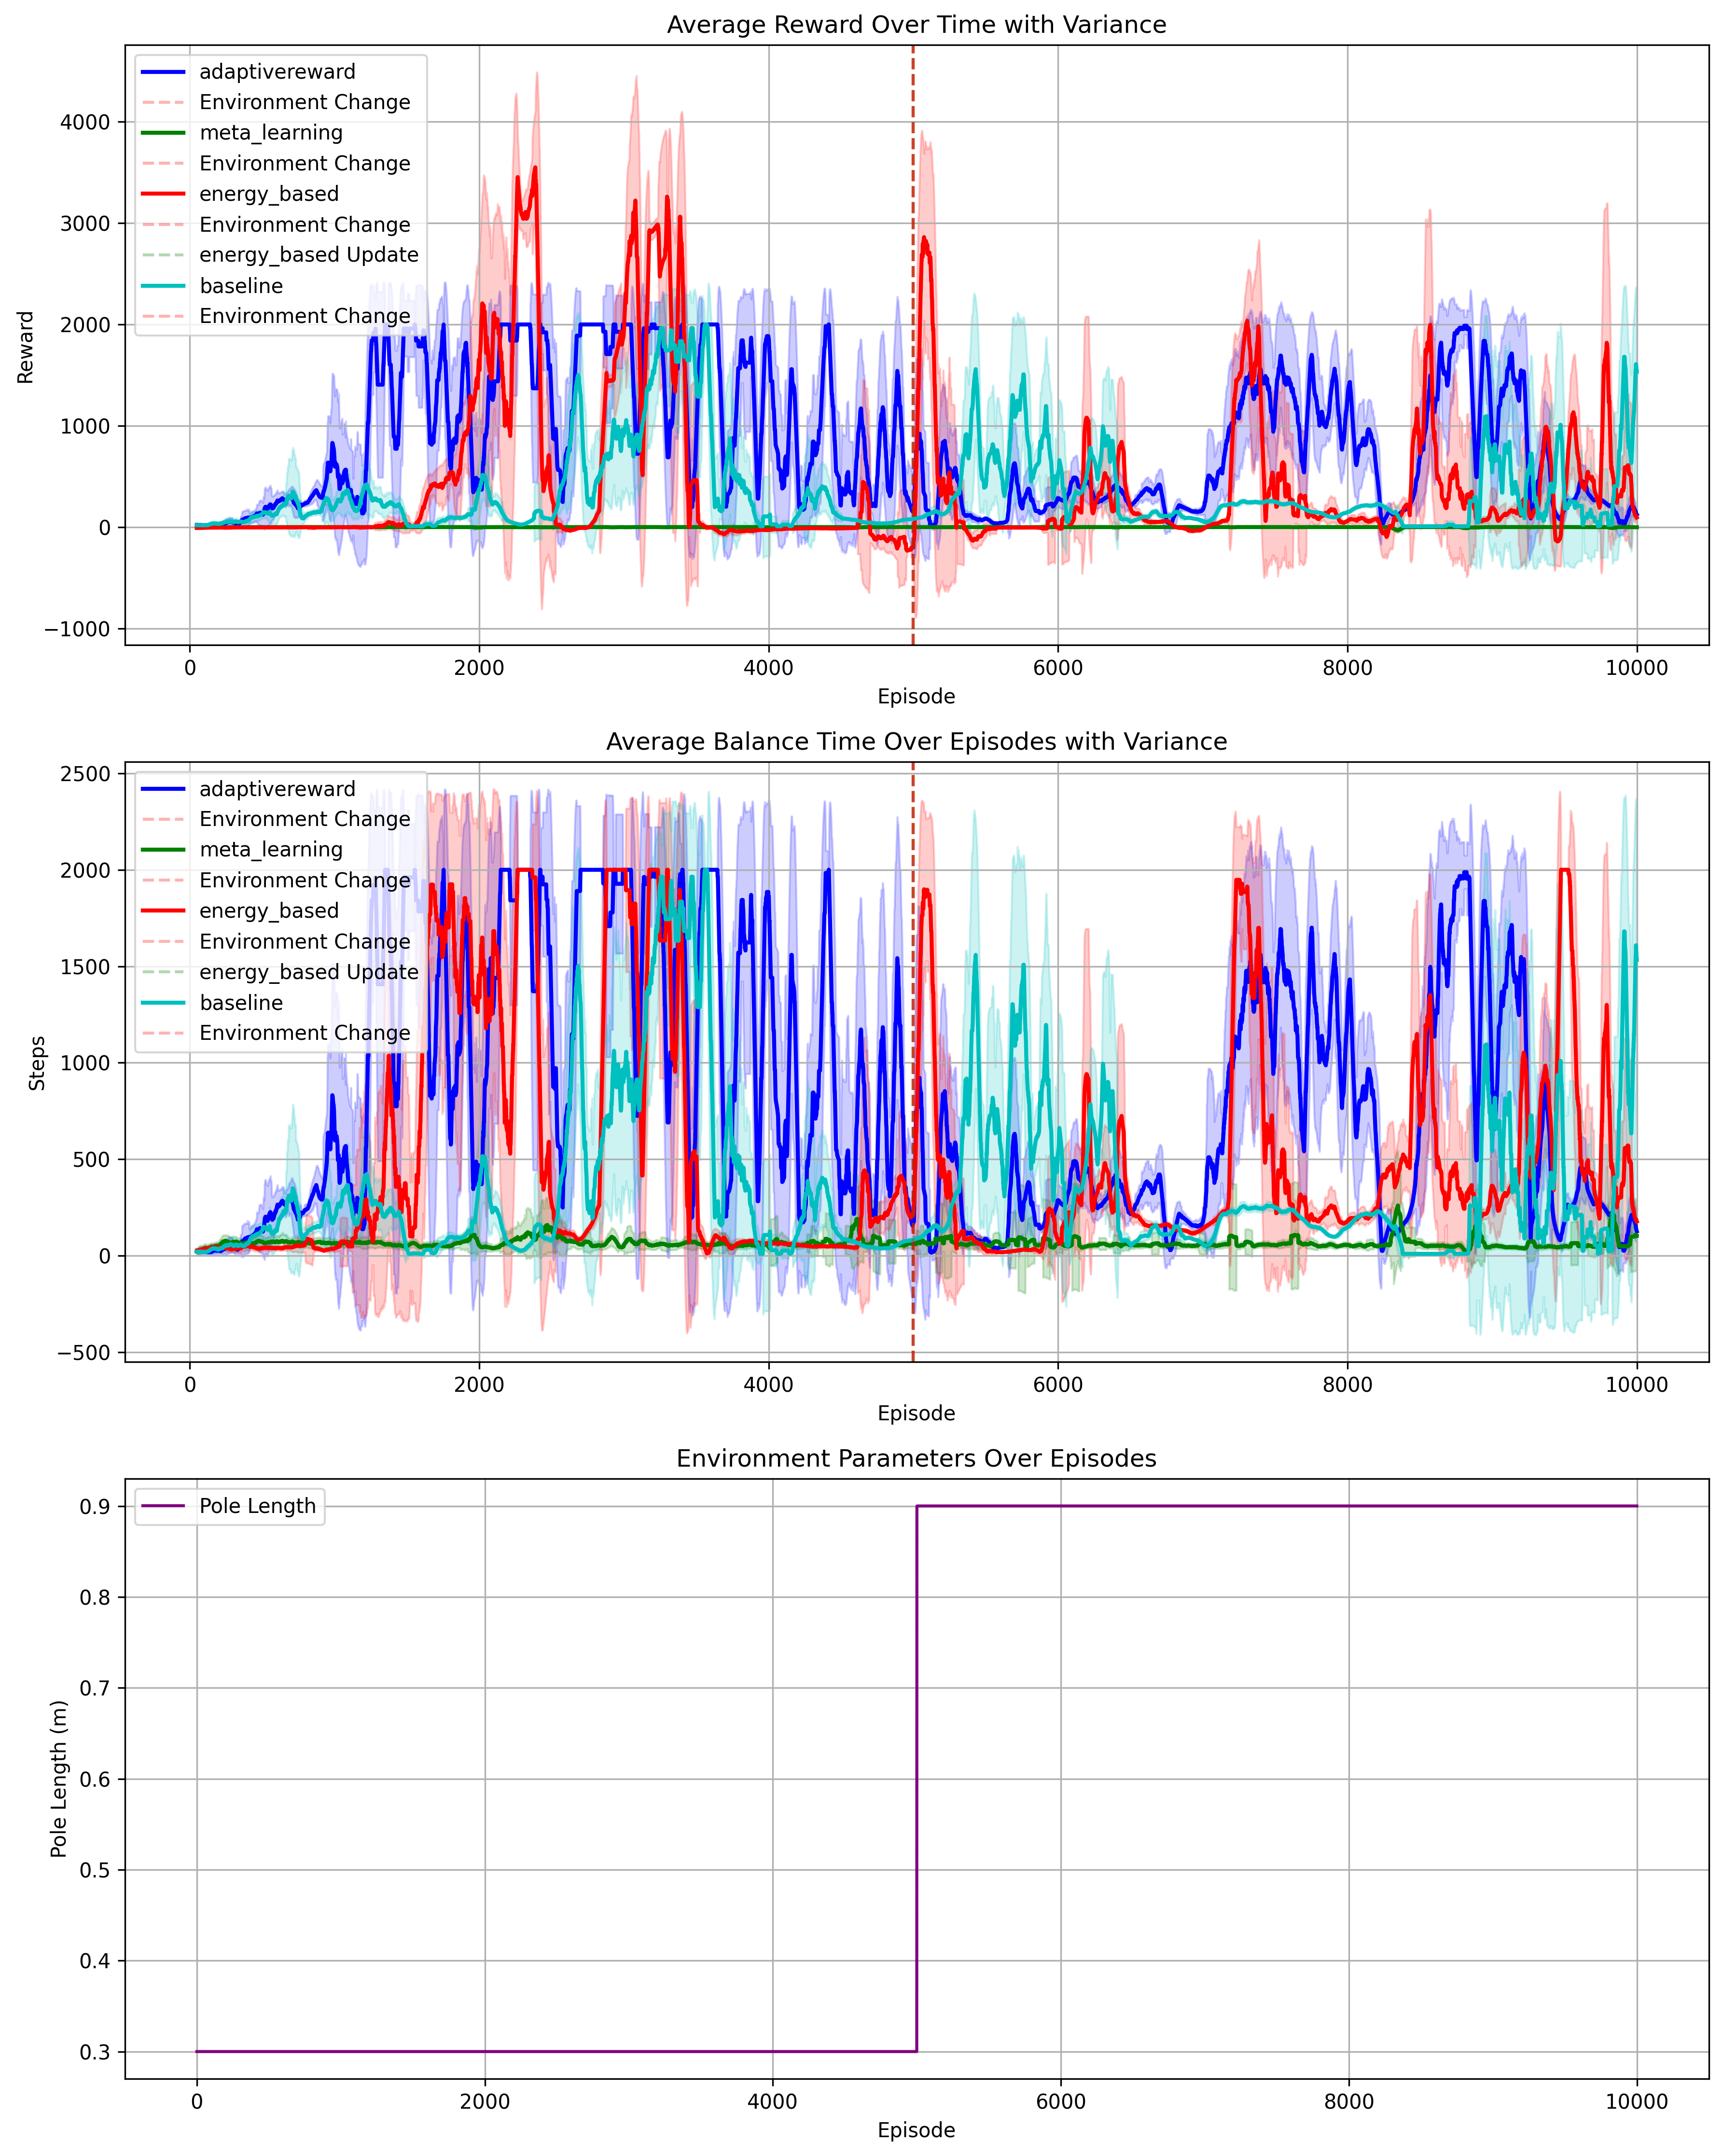 Average Reward Over Time with Variance
adaptivereward
Environment Change
meta_learning
Environment Change
energy_based
Environment Change
energy_based Update
baseline
Environment Change
4000
3000
2000
1000
0
−1000
Reward
0 2000 4000 6000 8000 10000
Episode
Average Balance Time Over Episodes with Variance
adaptivereward
Environment Change
meta_learning
Environment Change
energy_based
Environment Change
energy_based Update
baseline
Environment Change
2500
2000
1500
1000
500
0
−500
Steps
0 2000 4000 6000 8000 10000
Episode
Environment Parameters Over Episodes
Pole Length
0.9
0.8
0.7
0.6
0.5
0.4
0.3
Pole Length (m)
0 2000 4000 6000 8000 10000
Episode